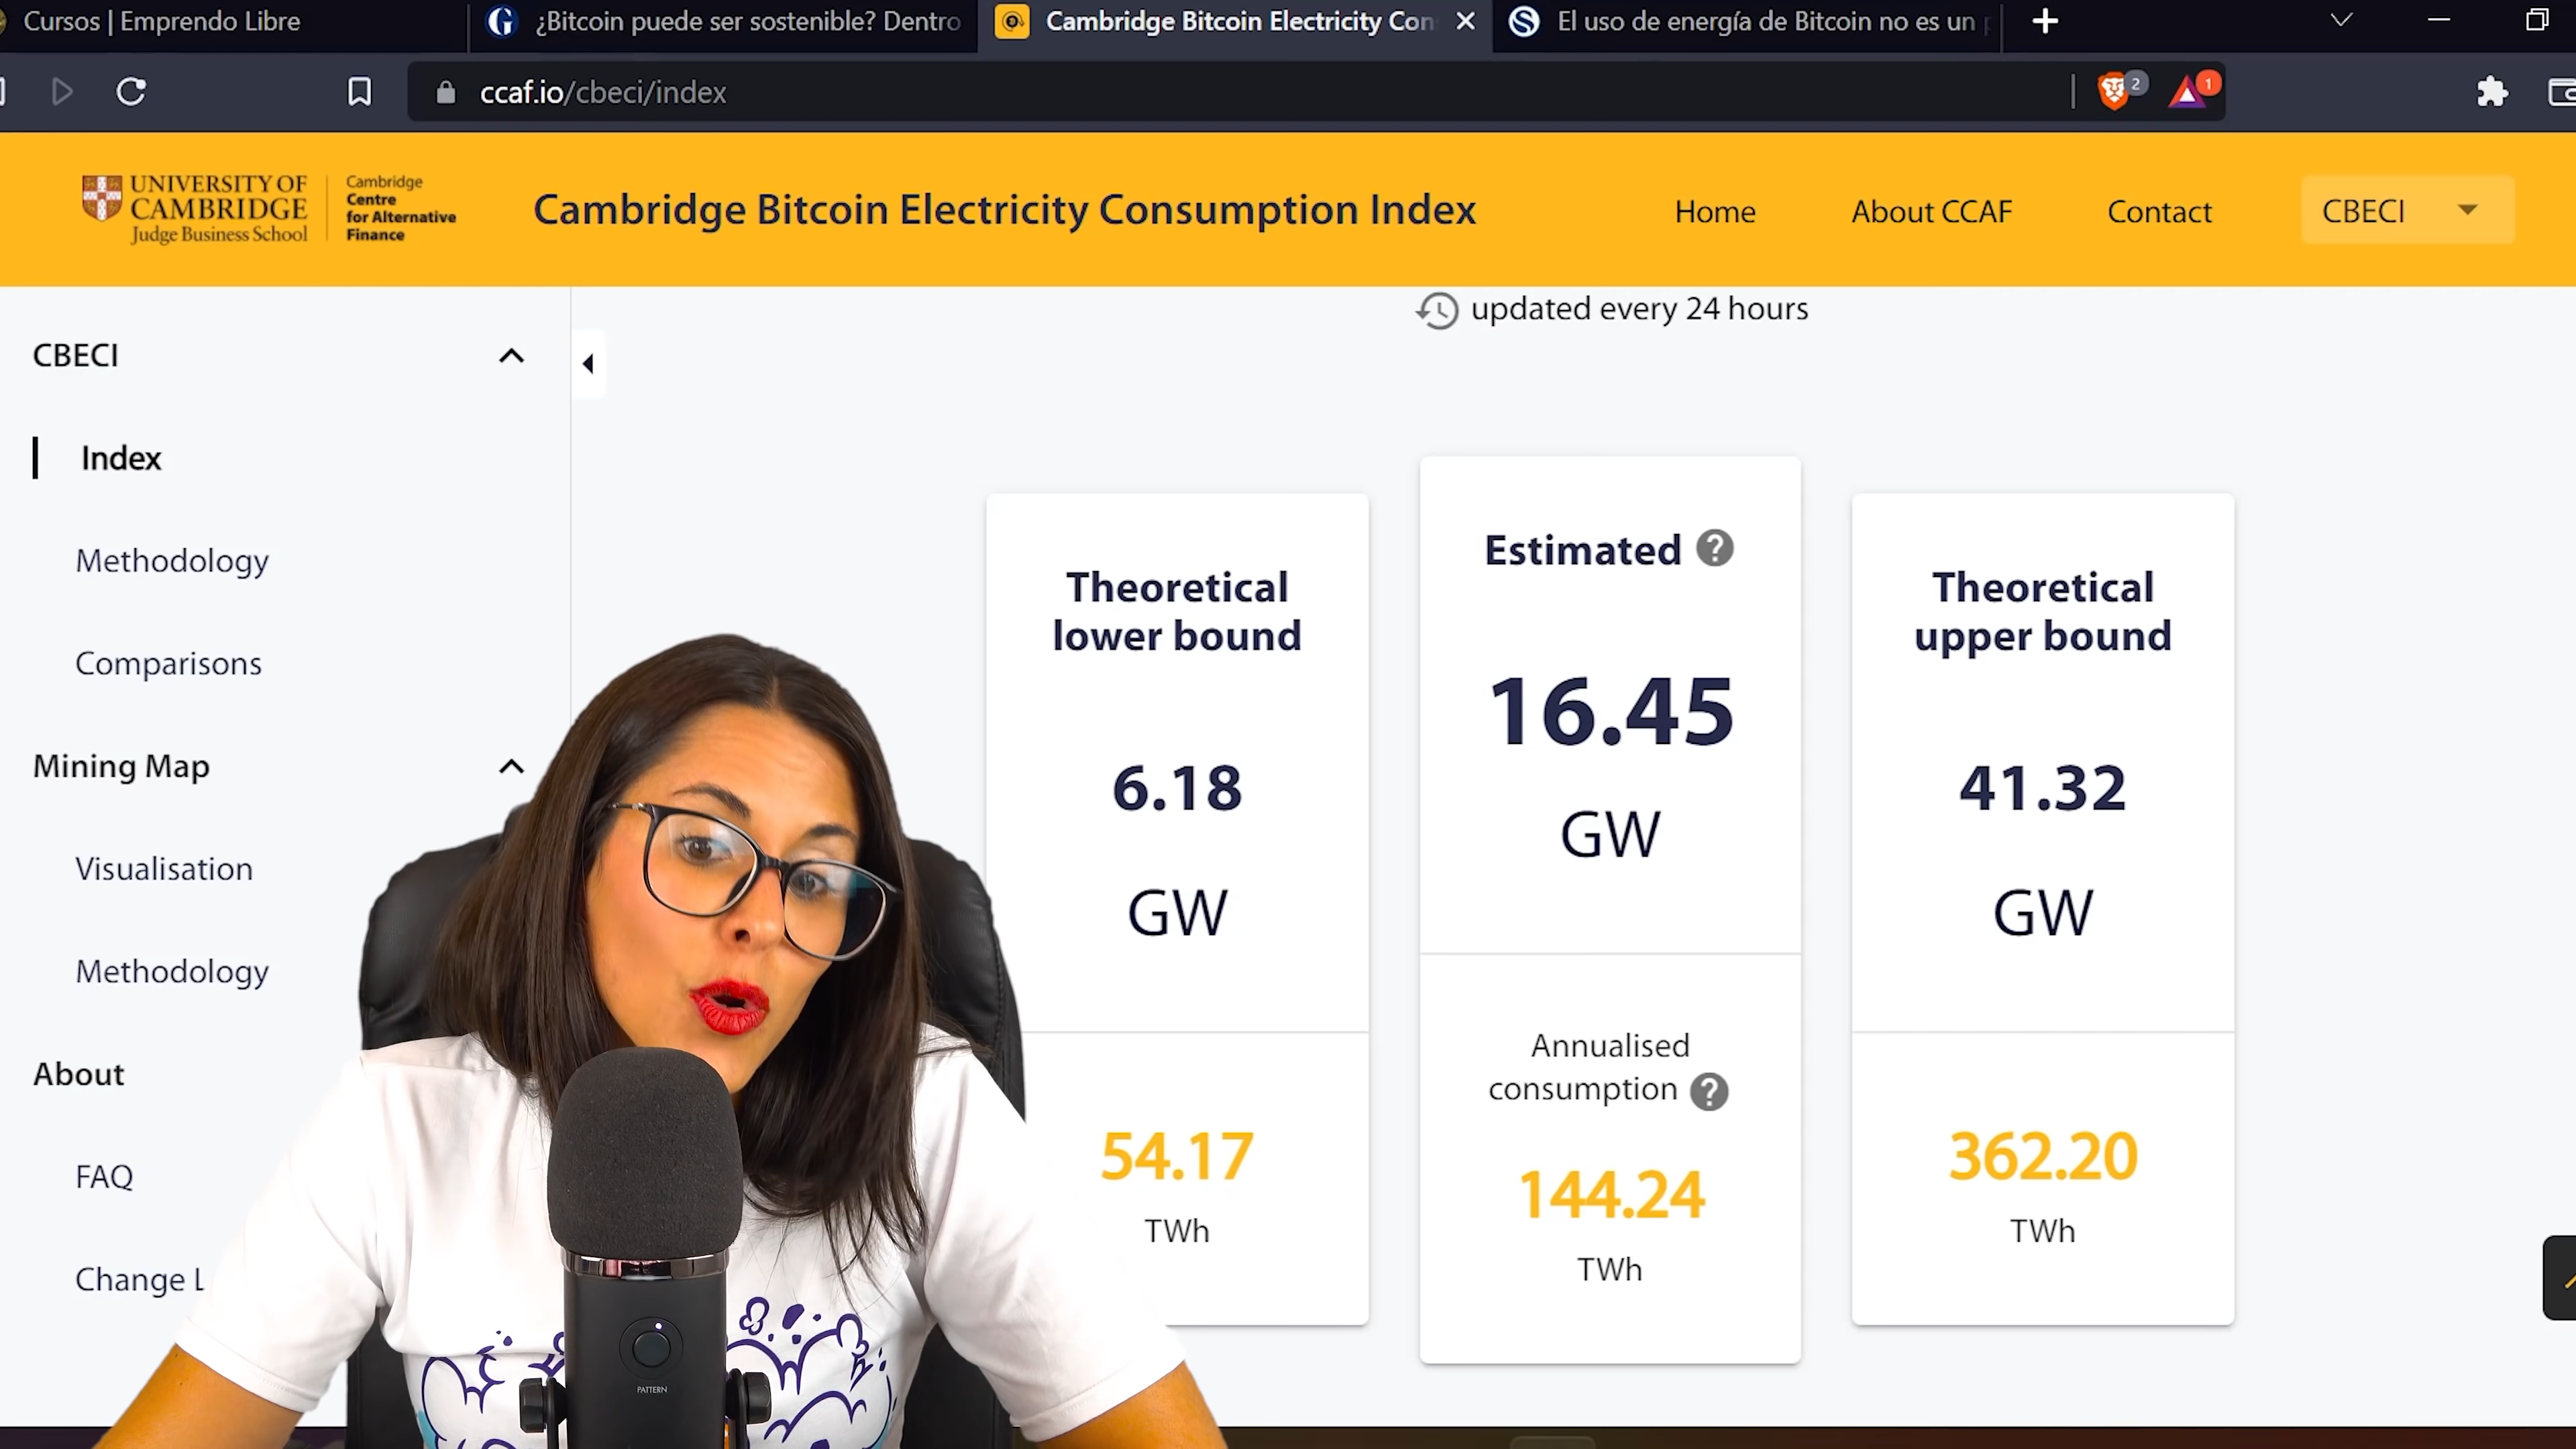 Cursos | Emprendo Libre
¿Bitcoin puede ser sostenible? Dentro
Cambridge Bitcoin Electricity Con
El uso de energía de Bitcoin no es un
ccaf.io/cbeci/index
2
1
UNIVERSITY OF
CAMBRIDGE
Judge Business School
Cambridge
Centre
for Alternative
Finance
Cambridge Bitcoin Electricity Consumption Index
Home
About CCAF
Contact
CBECI
updated every 24 hours
CBECI
Index
Methodology
Comparisons
Mining Map
Visualisation
Methodology
About
FAQ
Change L
Theoretical
lower bound
6.18
GW
54.17
TWh
Estimated ?
16.45
GW
Annualised
consumption ?
144.24
TWh
Theoretical
upper bound
41.32
GW
362.20
TWh
PATTERN